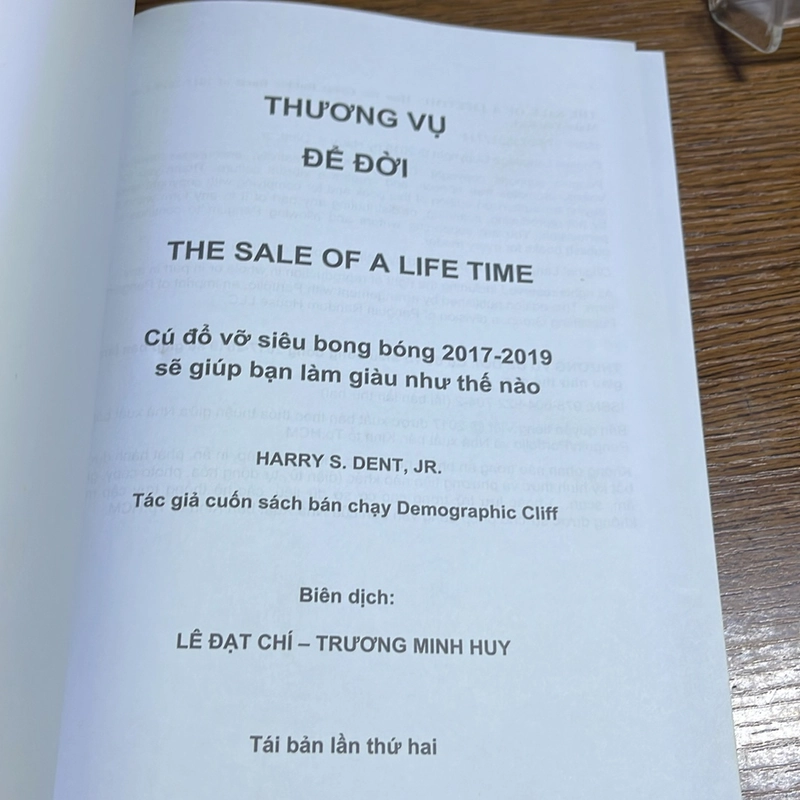 THƯƠNG VỤ
ĐỂ ĐỜI
THE SALE OF A LIFE TIME
Cú đổ vỡ siêu bong bóng 2017-2019
sẽ giúp bạn làm giàu như thế nào
HARRY S. DENT, JR.
Tác giả cuốn sách bán chạy Demographic Cliff
Biên dịch:
LÊ ĐẠT CHÍ – TRƯƠNG MINH HUY
Tái bản lần thứ hai